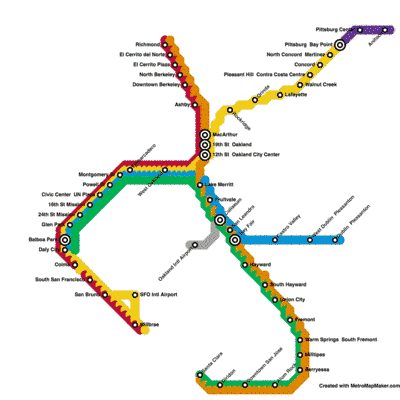 Pittsburg Center
Antioch
Richmond
Pittsburg Bay Point
El Cerrito del Norte
North Concord Martinez
El Cerrito Plaza
Concord
North Berkeley
Pleasant Hill Contra Costa Centre
Downtown Berkeley
Walnut Creek
Lafayette
Orinda
Ashby
Rockridge
MacArthur
19th St Oakland
12th St Oakland City Center
Embarcadero
Montgomery
West Oakland
Powell
Lake Merritt
Civic Center UN Plaza
Fruitvale
16th St Mission
24th St Mission
Coliseum
Glen Park
San Leandro
Balboa Park
Bay Fair
Castro Valley
West Dublin Pleasanton
Dublin Pleasanton
Daly City
Oakland Intl Airport
Colma
Hayward
South San Francisco
South Hayward
San Bruno
SFO Intl Airport
Union City
Millbrae
Fremont
Warm Springs South Fremont
Milpitas
Berryessa
Santa Clara
Diridon
Downtown San Jose
Alum Rock
Created with MetroMapMaker.com